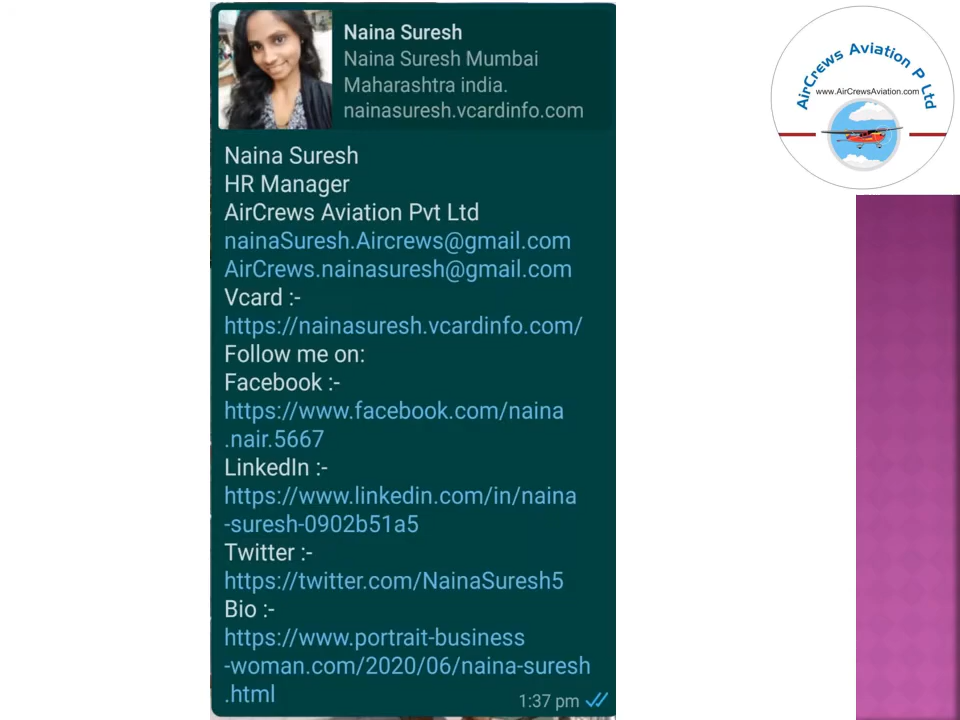 Naina Suresh
Naina Suresh Mumbai
Maharashtra india.
nainasuresh.vcardinfo.com
Naina Suresh
HR Manager
AirCrews Aviation Pvt Ltd
nainaSuresh.Aircrews@gmail.com
AirCrews.nainasuresh@gmail.com
Vcard :-
https://nainasuresh.vcardinfo.com/
Follow me on:
Facebook :-
https://www.facebook.com/naina
.nair.5667
LinkedIn :-
https://www.linkedin.com/in/naina
-suresh-0902b51a5
Twitter :-
https://twitter.com/NainaSuresh5
Bio :-
https://www.portrait-business
-woman.com/2020/06/naina-suresh
.html
1:37 pm
AirCrews Aviation P Ltd
www.AirCrewsAviation.com